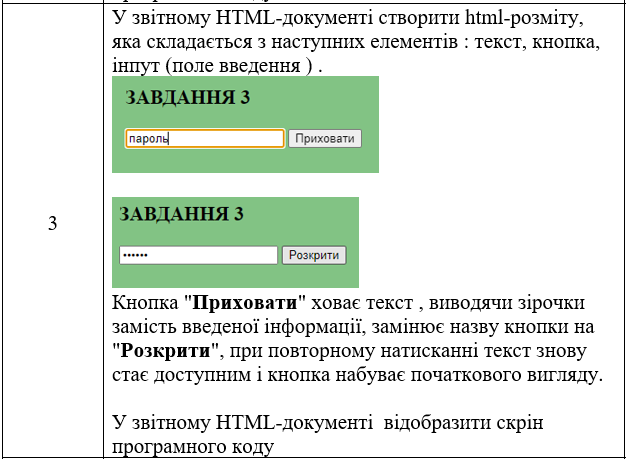 У звітному HTML-документі створити html-розміту,
яка складається з наступних елементів : текст, кнопка,
інпут (поле введення ) .
ЗАВДАННЯ 3
пароль Приховати
3
ЗАВДАННЯ 3
•••••• Розкрити
Кнопка "Приховати" ховає текст , виводячи зірочки
замість введеної інформації, замінює назву кнопки на
"Розкрити", при повторному натисканні текст знову
стає доступним і кнопка набуває початкового вигляду.
У звітному HTML-документі відобразити скрін
програмного коду